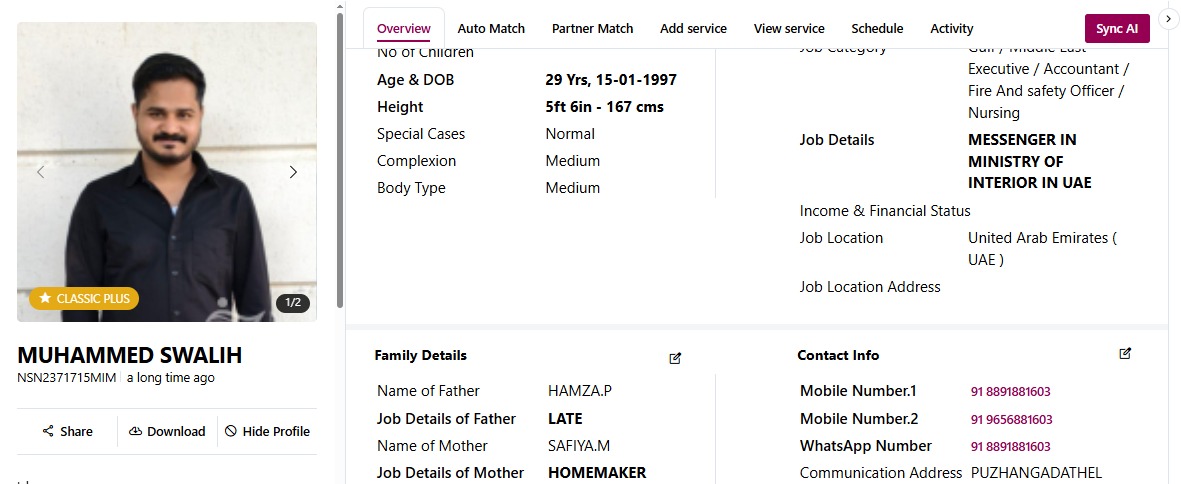 Overview
Auto Match
Partner Match
Add service
View service
Schedule
Activity
Sync AI
CLASSIC PLUS
1/2
MUHAMMED SWALIH
NSN2371715MIM a long time ago
Share
Download
Hide Profile
No of Children
Age & DOB 29 Yrs, 15-01-1997
Height 5ft 6in - 167 cms
Special Cases Normal
Complexion Medium
Body Type Medium
Job Category Gulf / Middle East
Executive / Accountant /
Fire And safety Officer /
Nursing
Job Details MESSENGER IN
MINISTRY OF
INTERIOR IN UAE
Income & Financial Status
Job Location United Arab Emirates (
UAE )
Job Location Address
Family Details
Name of Father HAMZA.P
Job Details of Father LATE
Name of Mother SAFIYA.M
Job Details of Mother HOMEMAKER
Contact Info
Mobile Number.1 91 8891881603
Mobile Number.2 91 9656881603
WhatsApp Number 91 8891881603
Communication Address PUZHANGADATHEL